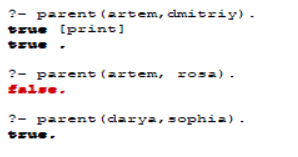 ?- parent(artem,dmitriy).
true [print]
true .
?- parent(artem, rosa).
false.
?- parent(darya,sophia).
true.